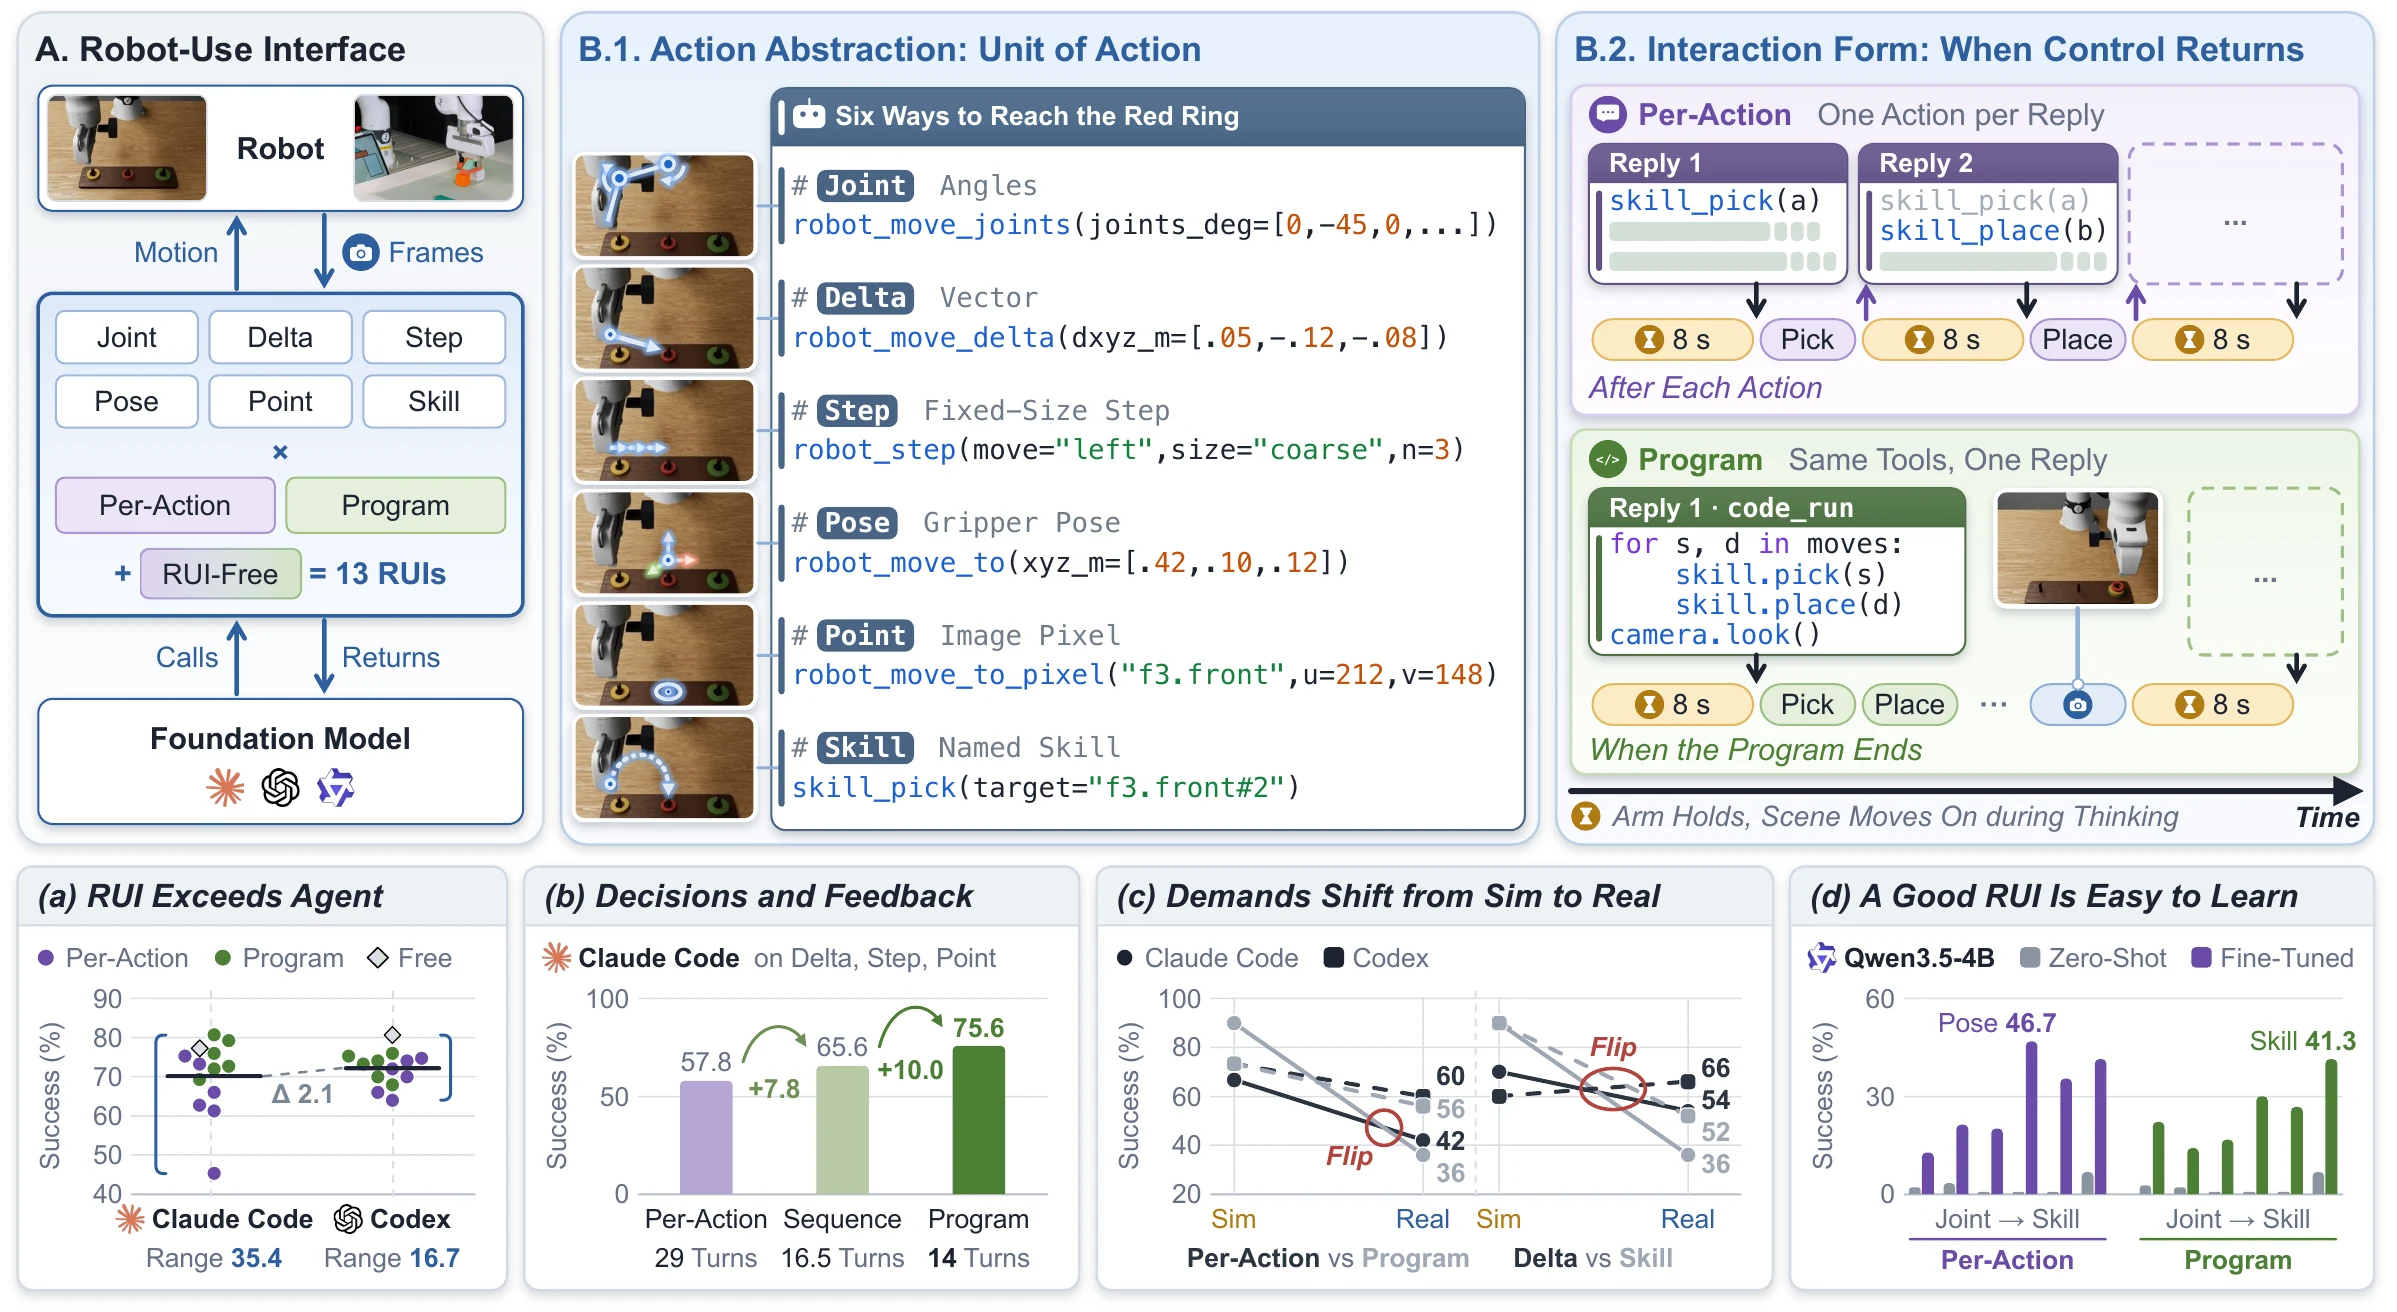 A. Robot-Use Interface
Robot
Motion
Frames
Joint
Delta
Step
Pose
Point
Skill
×
Per-Action
Program
+ RUI-Free = 13 RUIs
Calls
Returns
Foundation Model
B.1. Action Abstraction: Unit of Action
Six Ways to Reach the Red Ring
# Joint Angles
robot_move_joints(joints_deg=[0,-45,0,...])
# Delta Vector
robot_move_delta(dxyz_m=[.05,-.12,-.08])
# Step Fixed-Size Step
robot_step(move="left",size="coarse",n=3)
# Pose Gripper Pose
robot_move_to(xyz_m=[.42,.10,.12])
# Point Image Pixel
robot_move_to_pixel("f3.front",u=212,v=148)
# Skill Named Skill
skill_pick(target="f3.front#2")
B.2. Interaction Form: When Control Returns
Per-Action One Action per Reply
Reply 1
skill_pick(a)
Reply 2
skill_pick(a)
skill_place(b)
...
8 s
Pick
8 s
Place
8 s
After Each Action
</> Program Same Tools, One Reply
Reply 1 · code_run
for s, d in moves:
skill.pick(s)
skill.place(d)
camera.look()
...
8 s
Pick
Place
...
8 s
When the Program Ends
Arm Holds, Scene Moves On during Thinking
Time
(a) RUI Exceeds Agent
Per-Action
Program
Free
Success (%)
90
80
70
60
50
40
Δ 2.1
Claude Code
Codex
Range 35.4
Range 16.7
(b) Decisions and Feedback
Claude Code on Delta, Step, Point
Success (%)
100
50
0
57.8
+7.8
65.6
+10.0
75.6
Per-Action
Sequence
Program
29 Turns
16.5 Turns
14 Turns
(c) Demands Shift from Sim to Real
Claude Code
Codex
Success (%)
100
80
60
40
20
Flip
60
56
42
36
Flip
66
54
52
36
Sim
Real
Sim
Real
Per-Action vs Program
Delta vs Skill
(d) A Good RUI Is Easy to Learn
Qwen3.5-4B
Zero-Shot
Fine-Tuned
Success (%)
60
30
0
Pose 46.7
Skill 41.3
Joint → Skill
Joint → Skill
Per-Action
Program